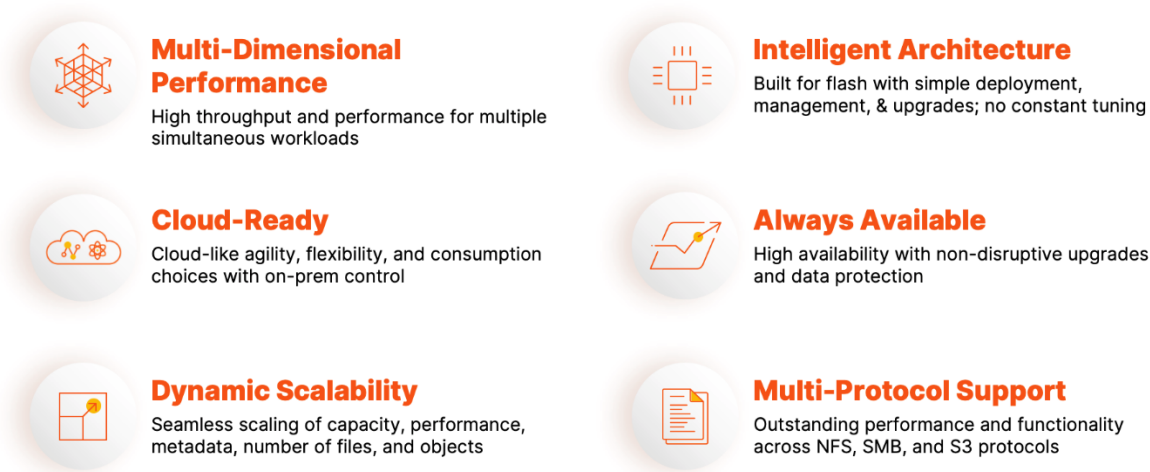 Multi-Dimensional
Performance
High throughput and performance for multiple
simultaneous workloads
Intelligent Architecture
Built for flash with simple deployment,
management, & upgrades; no constant tuning
Cloud-Ready
Cloud-like agility, flexibility, and consumption
choices with on-prem control
Always Available
High availability with non-disruptive upgrades
and data protection
Dynamic Scalability
Seamless scaling of capacity, performance,
metadata, number of files, and objects
Multi-Protocol Support
Outstanding performance and functionality
across NFS, SMB, and S3 protocols